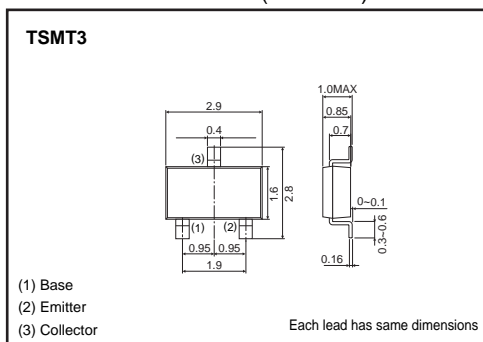 TSMT3
1.0MAX
2.9
0.85
0.4
0.7
(3)
1.6
2.8
0~0.1
0.3~0.6
(1)
(2)
0.95
0.95
0.16
1.9
(1) Base
(2) Emitter
(3) Collector
Each lead has same dimensions